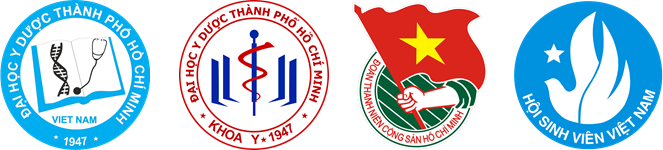 ĐẠI HỌC Y DƯỢC THÀNH PHỐ HỒ CHÍ MINH
VIET NAM
• 1947 •
ĐẠI HỌC Y DƯỢC THÀNH PHỐ HỒ CHÍ MINH
* KHOA Y • 1947 *
ĐOÀN THANH NIÊN CỘNG SẢN HỒ CHÍ MINH
HỘI SINH VIÊN VIỆT NAM